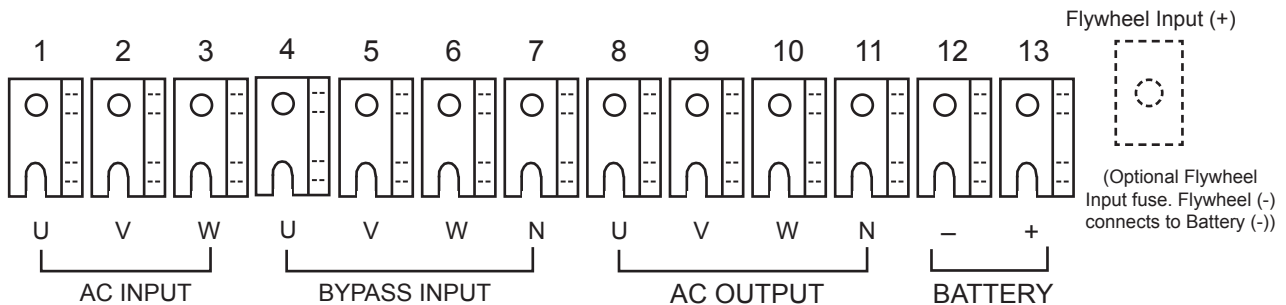 Flywheel Input (+)
1 2 3 4 5 6 7 8 9 10 11 12 13
(Optional Flywheel
Input fuse. Flywheel (-)
connects to Battery (-))
U V W U V W N U V W N – +
AC INPUT BYPASS INPUT AC OUTPUT BATTERY